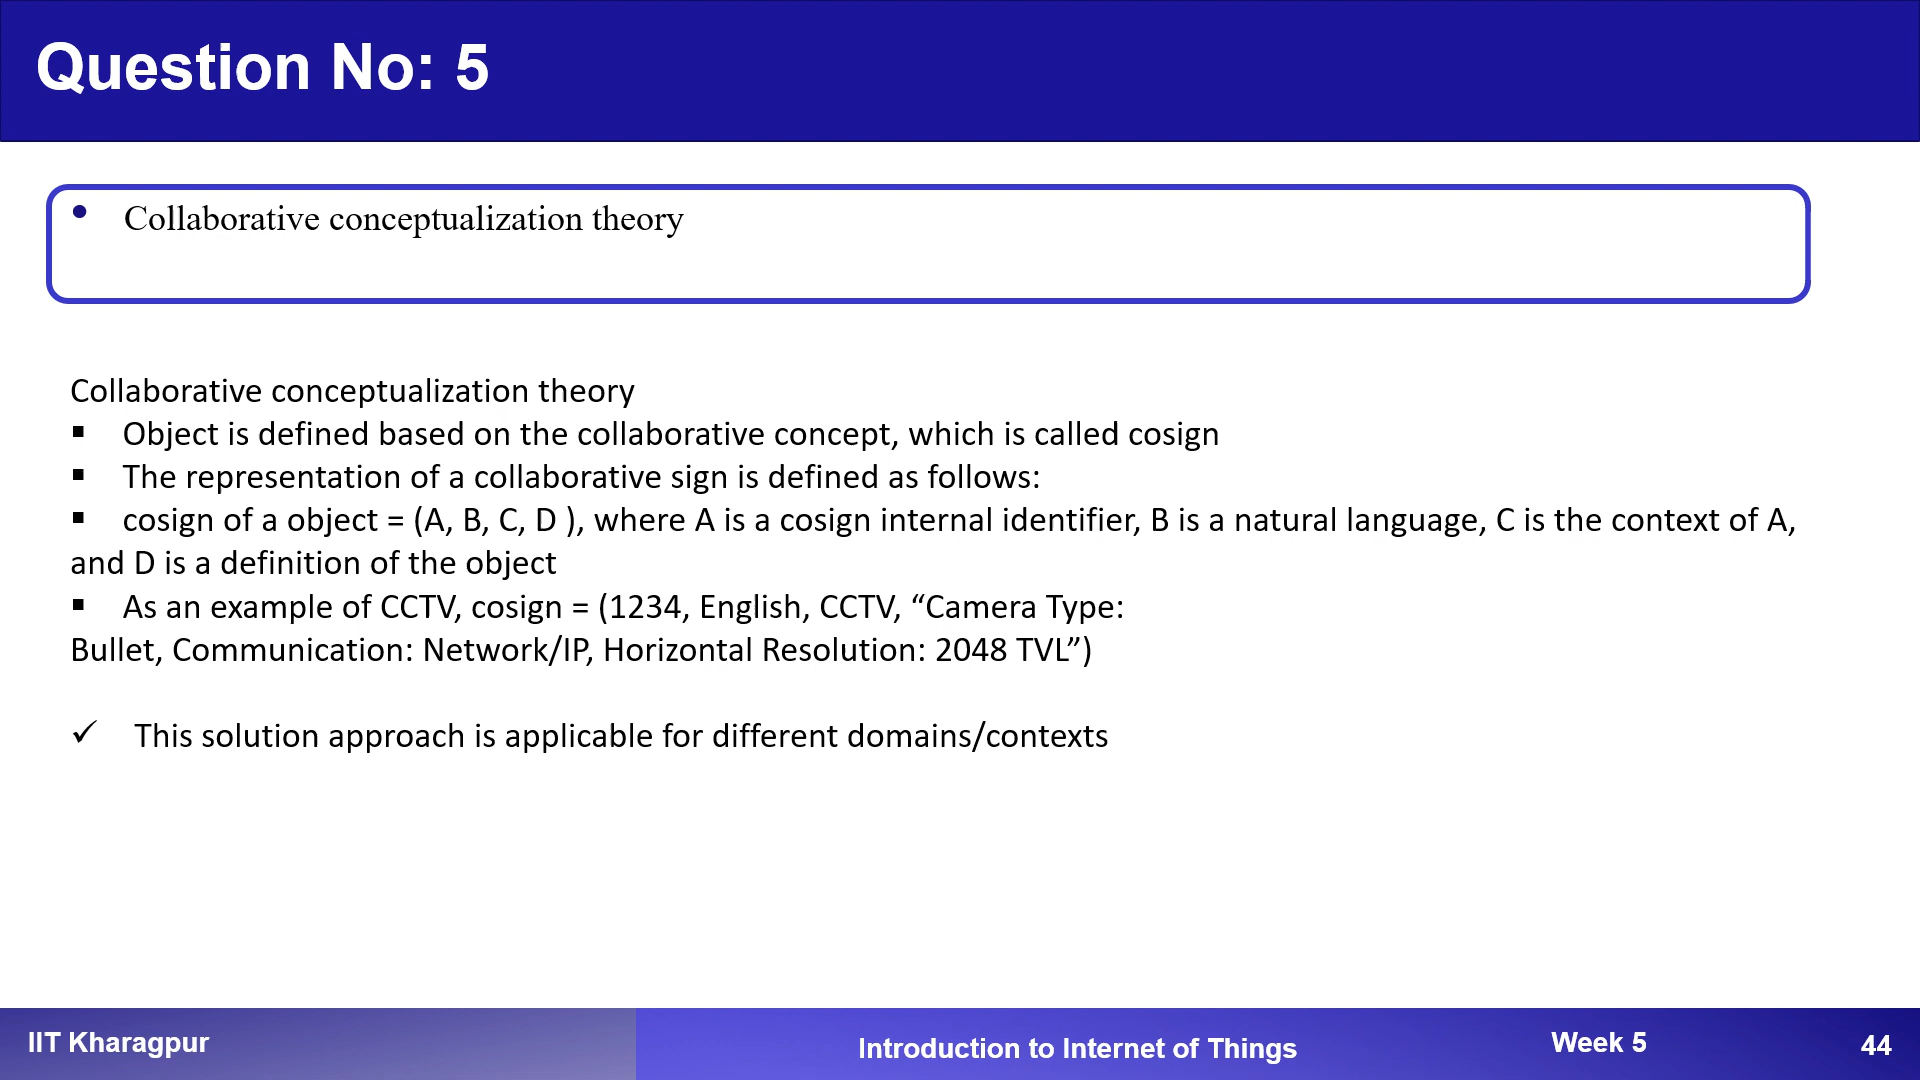 Question No: 5
• Collaborative conceptualization theory
Collaborative conceptualization theory
▪ Object is defined based on the collaborative concept, which is called cosign
▪ The representation of a collaborative sign is defined as follows:
▪ cosign of a object = (A, B, C, D ), where A is a cosign internal identifier, B is a natural language, C is the context of A,
and D is a definition of the object
▪ As an example of CCTV, cosign = (1234, English, CCTV, “Camera Type:
Bullet, Communication: Network/IP, Horizontal Resolution: 2048 TVL”)
✓ This solution approach is applicable for different domains/contexts
IIT Kharagpur
Introduction to Internet of Things
Week 5
44